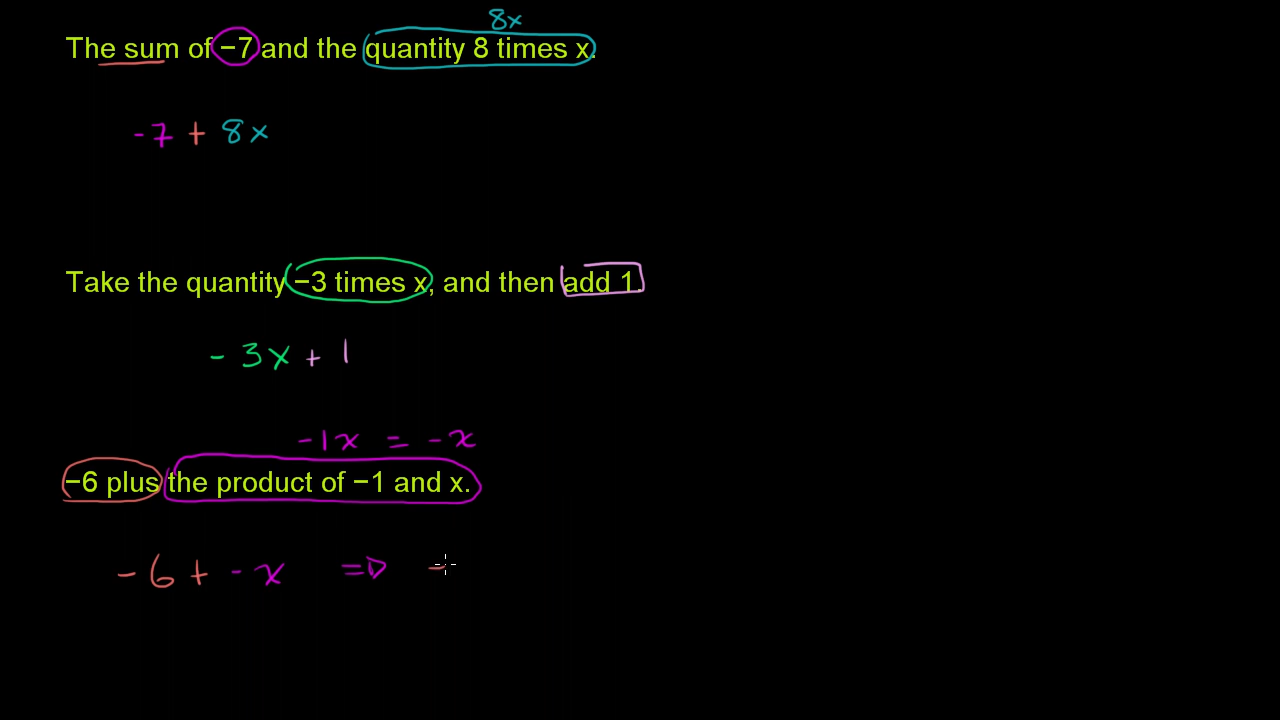 8x
The sum of −7 and the quantity 8 times x.
-7 + 8x
Take the quantity −3 times x, and then add 1.
- 3x + 1
-1x = -x
−6 plus the product of −1 and x.
-6 + -x ⇒ -